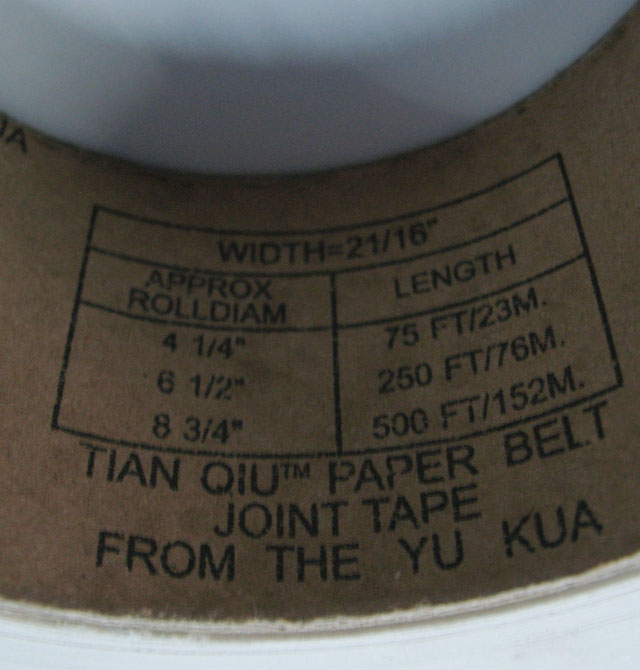 WIDTH=21/16"
APPROX ROLLDIAM LENGTH
4 1/4" 75 FT/23M.
6 1/2" 250 FT/76M.
8 3/4" 500 FT/152M.
TIAN QIU™ PAPER BELT
JOINT TAPE
FROM THE YU KUA